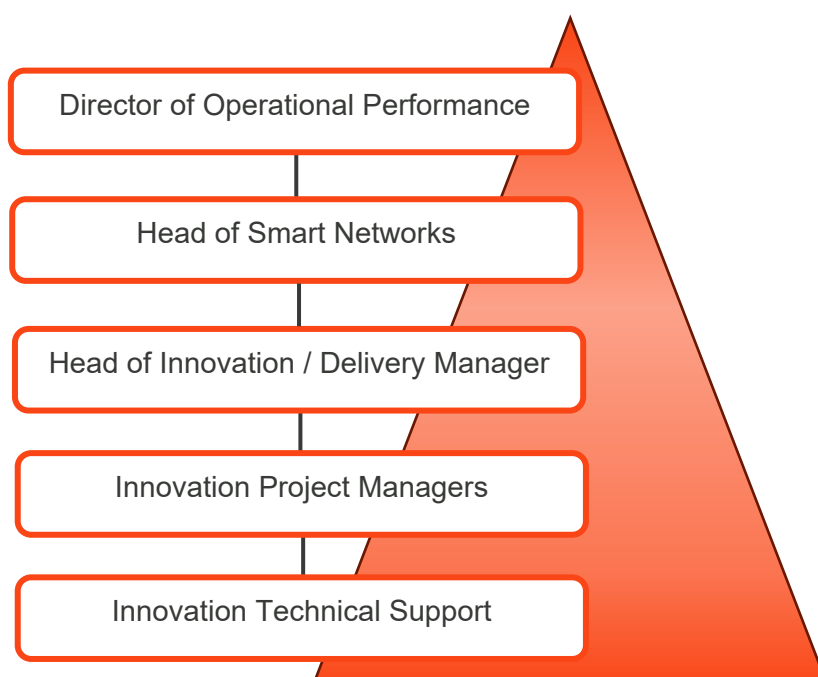 Director of Operational Performance
Head of Smart Networks
Head of Innovation / Delivery Manager
Innovation Project Managers
Innovation Technical Support